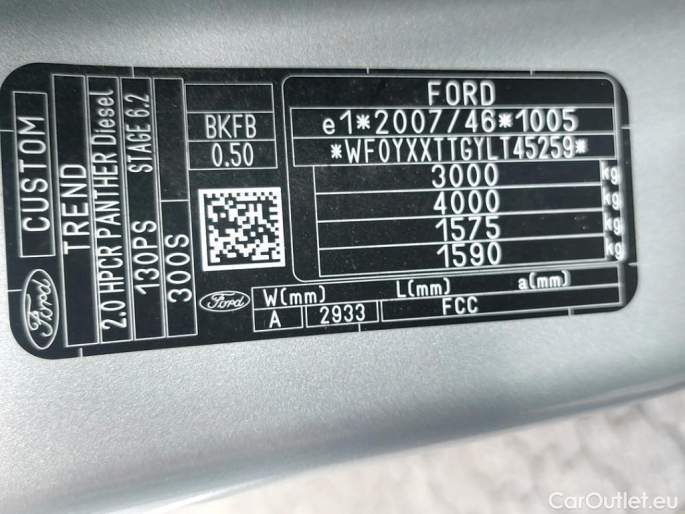 CUSTOM
TREND
2.0 HPCR PANTHER Diesel
130PS STAGE 6.2
300S
Ford
BKFB
0.50
Ford
FORD
e1*2007/46*1005
*WF0YXXTTGYLT45259*
3000 kg
4000 kg
1575 kg
1590 kg
W(mm) L(mm) a(mm)
A 2933 FCC
CarOutlet.eu